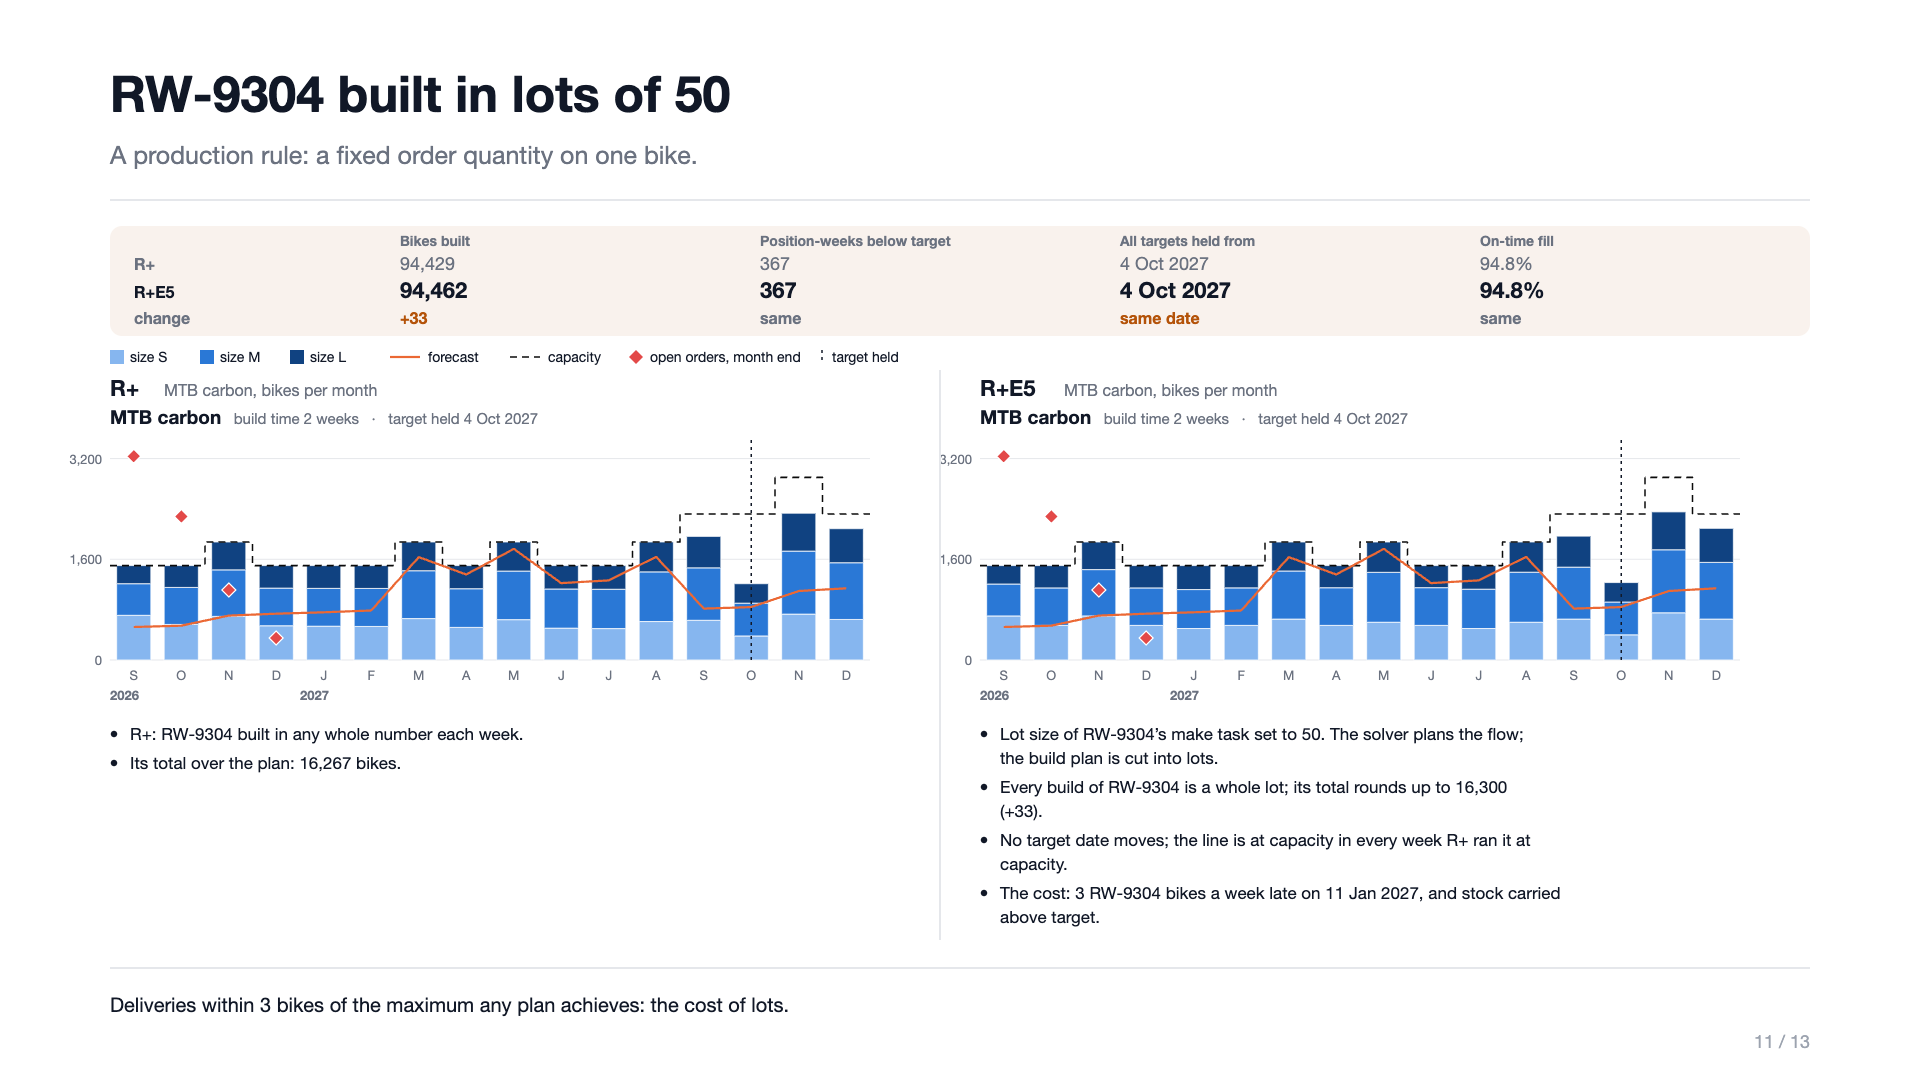 RW-9304 built in lots of 50
A production rule: a fixed order quantity on one bike.
Bikes built Position-weeks below target All targets held from On-time fill
R+ 94,429 367 4 Oct 2027 94.8%
R+E5 94,462 367 4 Oct 2027 94.8%
change +33 same same date same
size S size M size L forecast capacity open orders, month end target held
R+ MTB carbon, bikes per month
MTB carbon build time 2 weeks · target held 4 Oct 2027
3,200
1,600
0
S O N D J F M A M J J A S O N D
2026 2027
• R+: RW-9304 built in any whole number each week.
• Its total over the plan: 16,267 bikes.
R+E5 MTB carbon, bikes per month
MTB carbon build time 2 weeks · target held 4 Oct 2027
3,200
1,600
0
S O N D J F M A M J J A S O N D
2026 2027
• Lot size of RW-9304’s make task set to 50. The solver plans the flow;
the build plan is cut into lots.
• Every build of RW-9304 is a whole lot; its total rounds up to 16,300
(+33).
• No target date moves; the line is at capacity in every week R+ ran it at
capacity.
• The cost: 3 RW-9304 bikes a week late on 11 Jan 2027, and stock carried
above target.
Deliveries within 3 bikes of the maximum any plan achieves: the cost of lots.
11 / 13